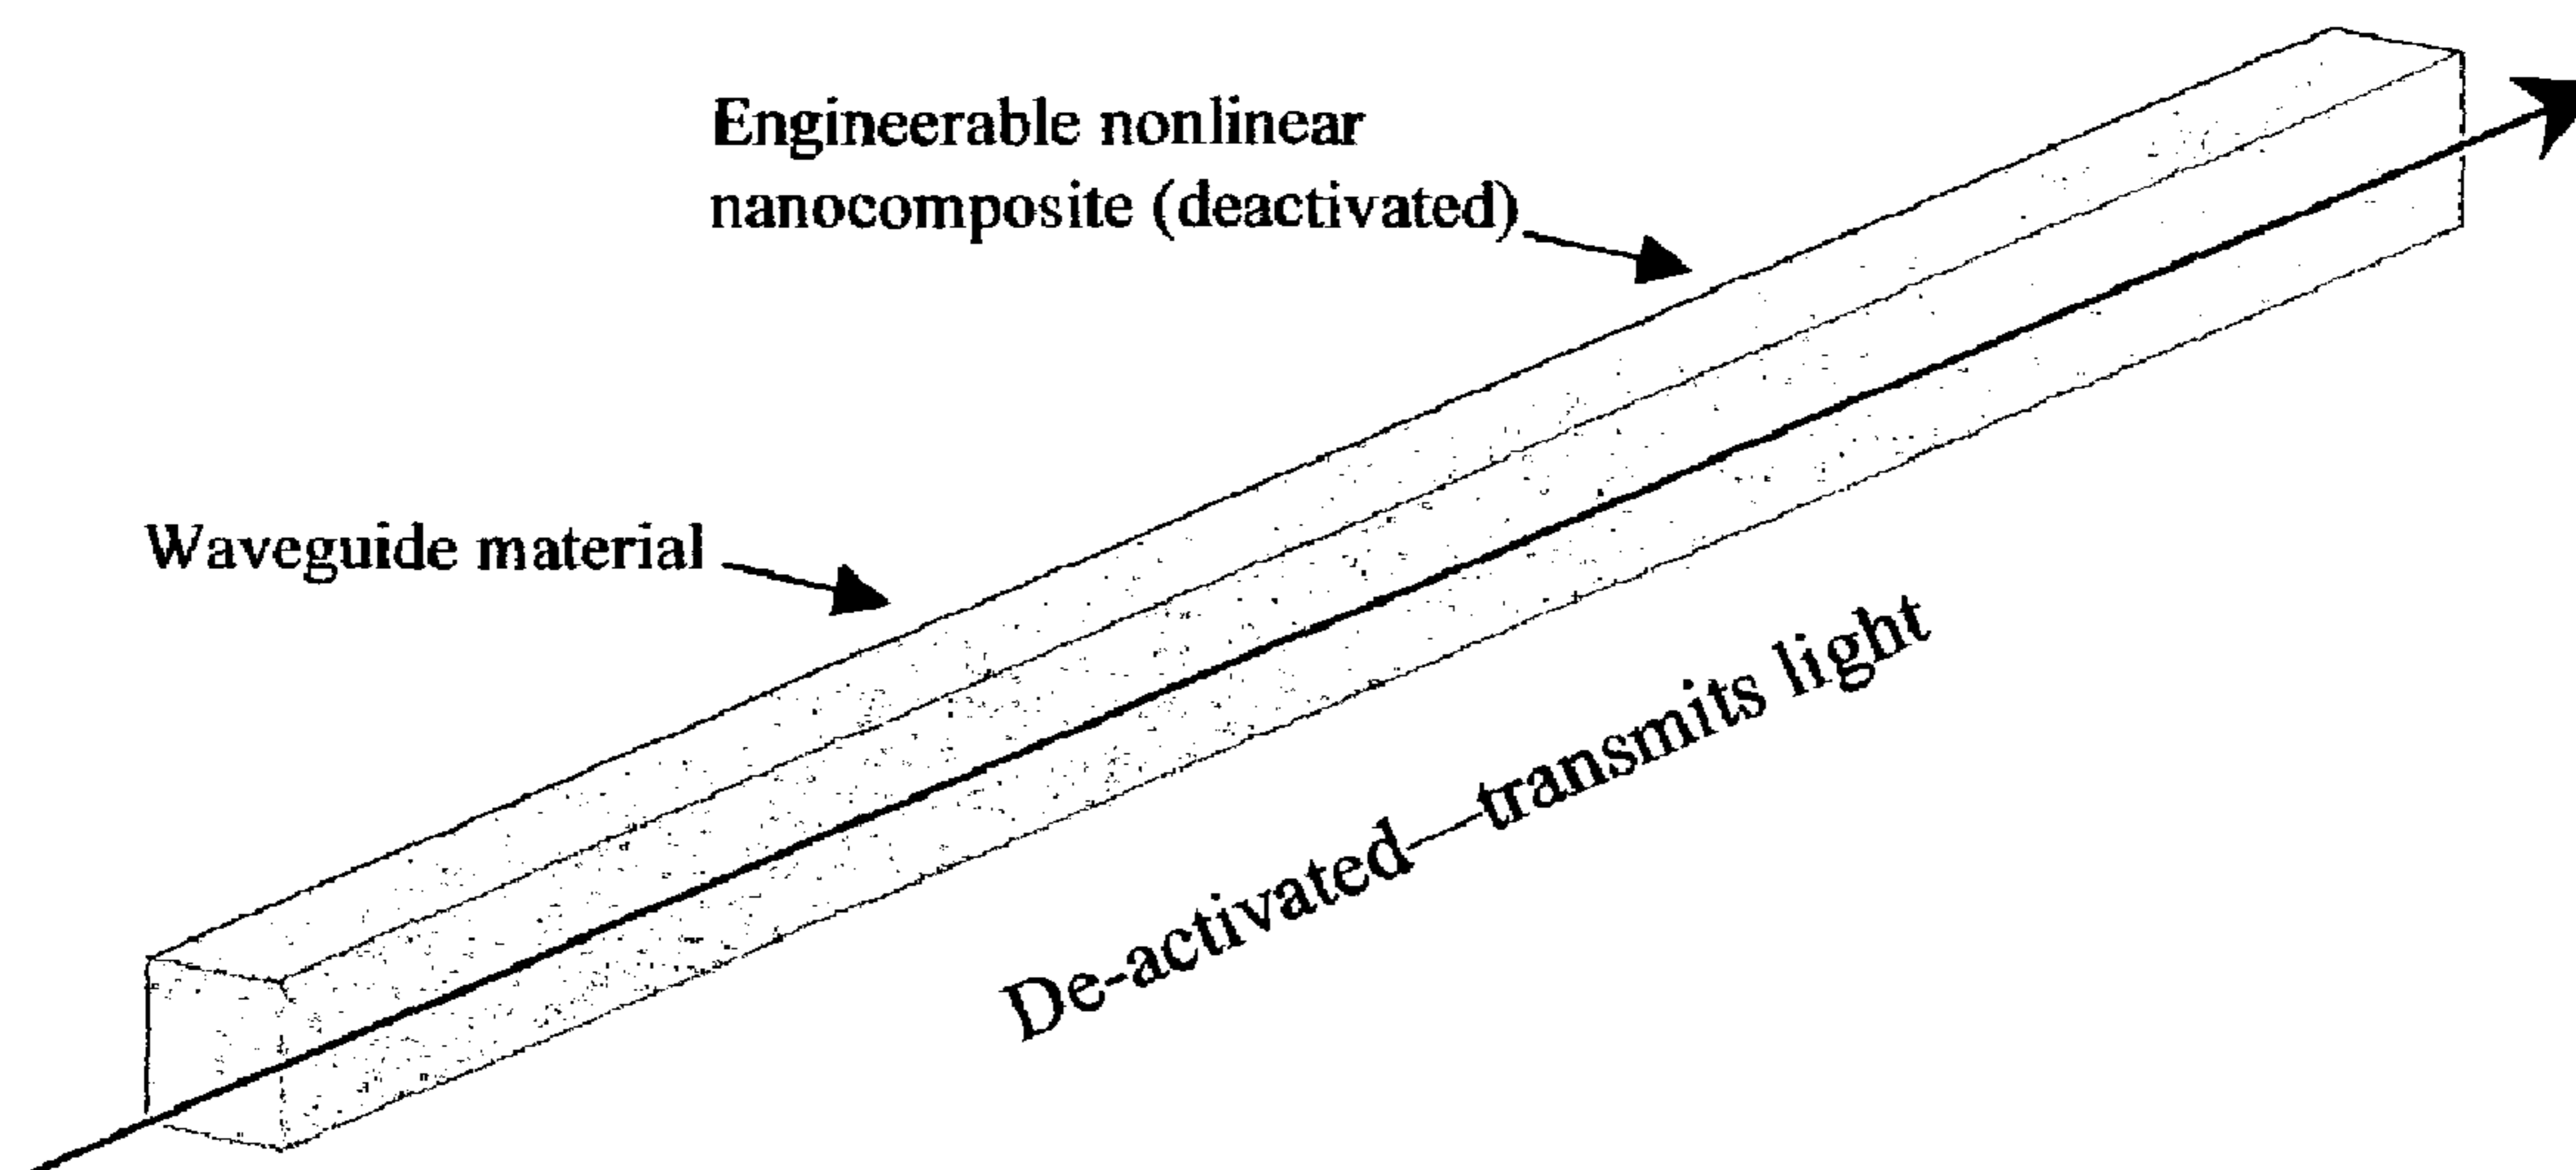 Engineerable nonlinear
nanocomposite (deactivated)
Waveguide material
De-activated—transmits light